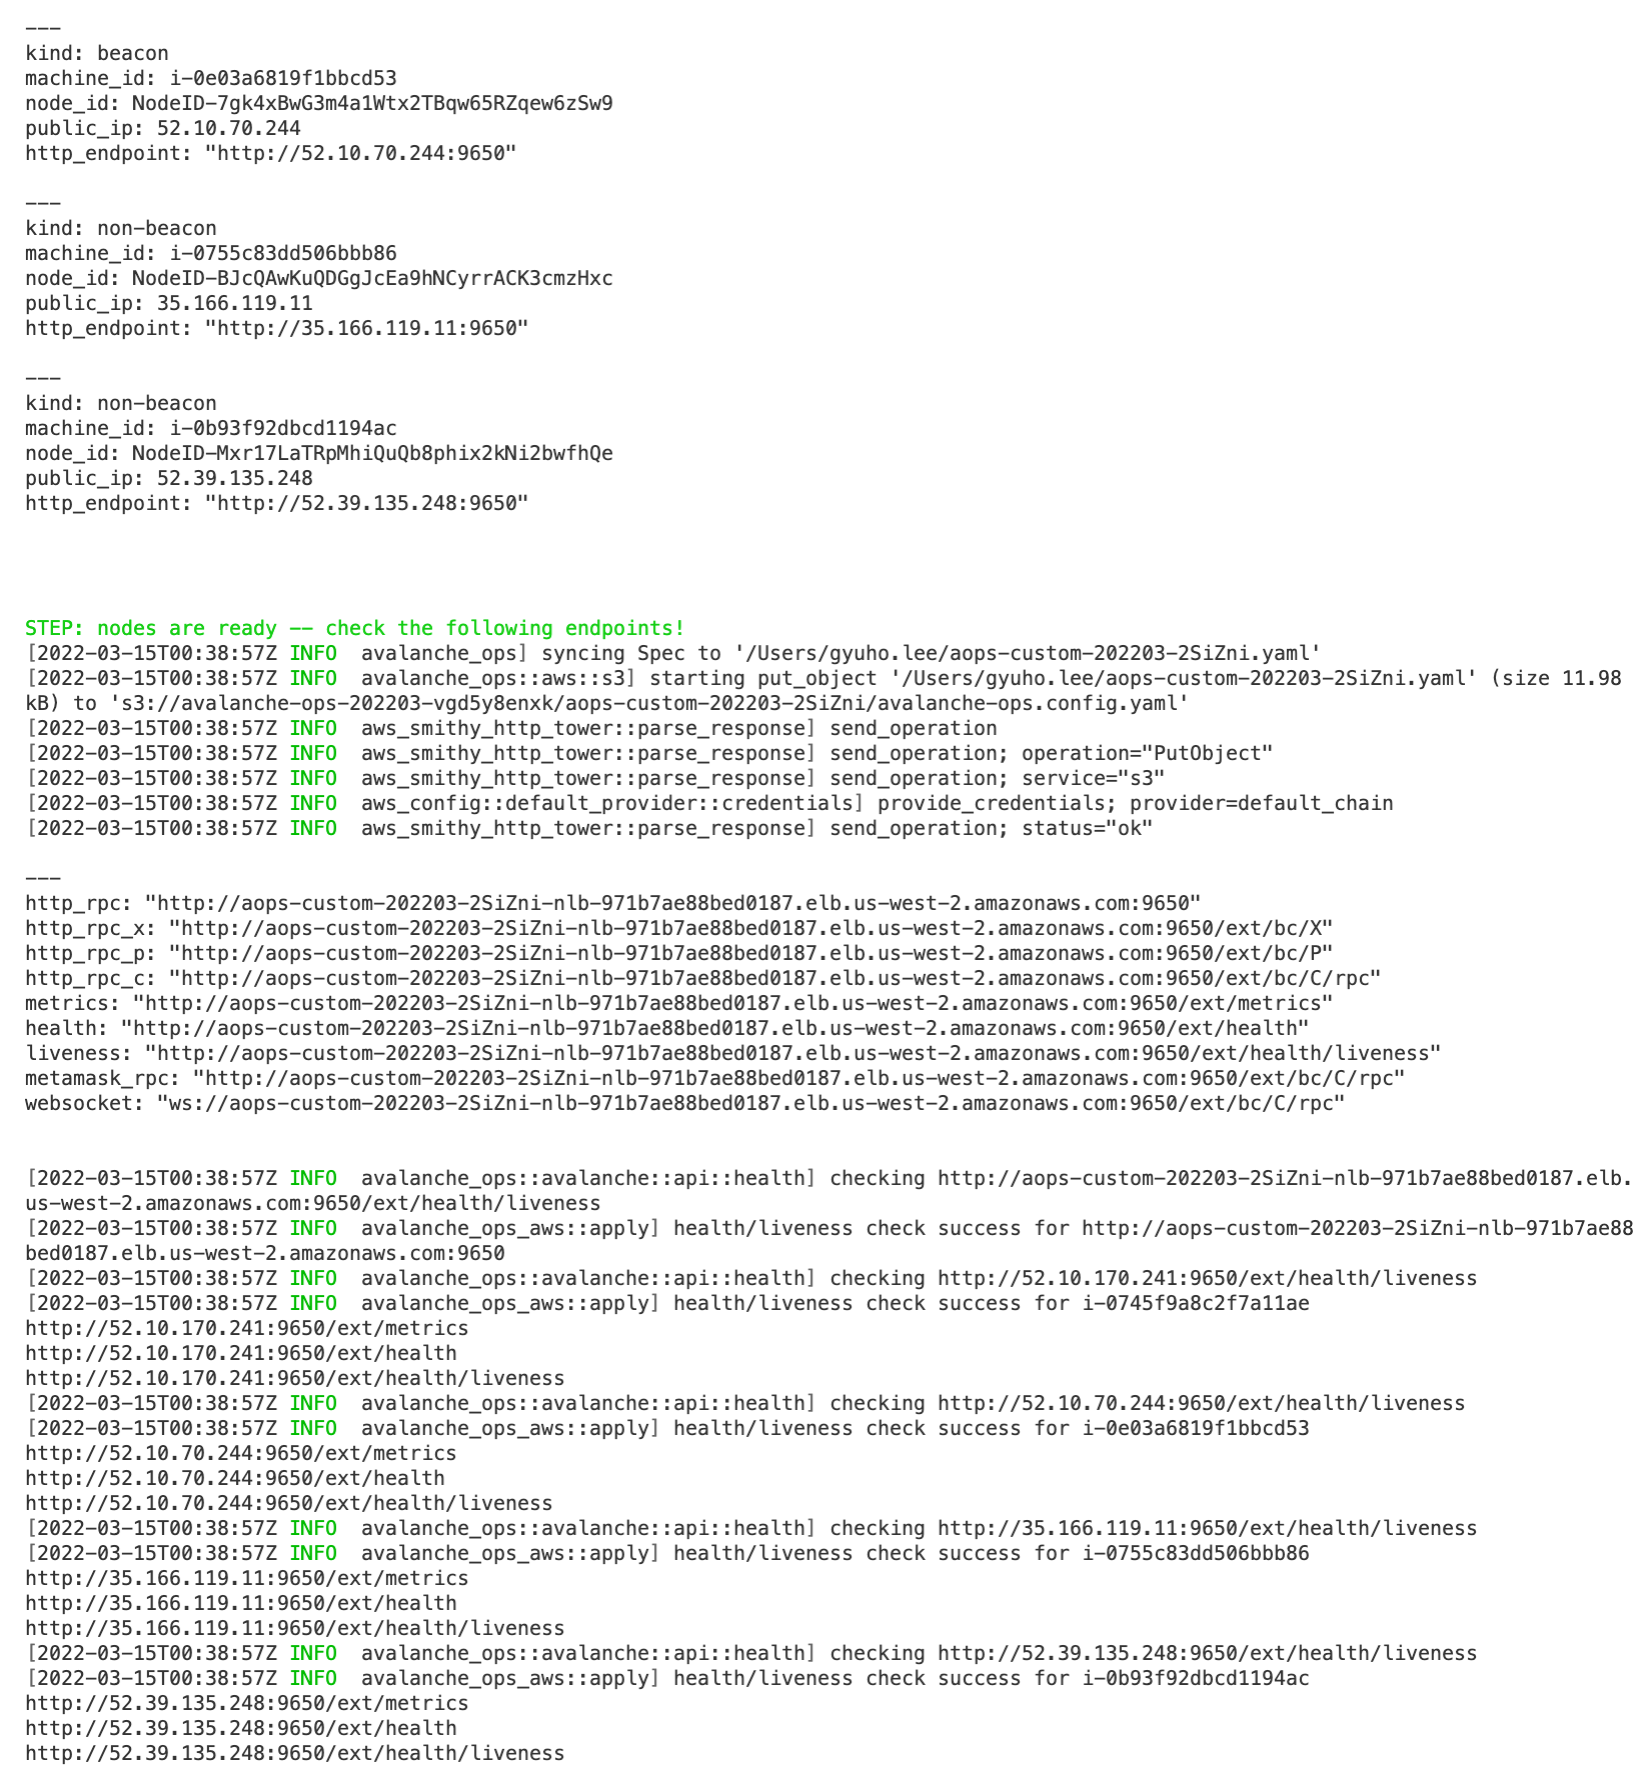 ---
kind: beacon
machine_id: i-0e03a6819f1bbcd53
node_id: NodeID-7gk4xBwG3m4a1Wtx2TBqw65RZqew6zSw9
public_ip: 52.10.70.244
http_endpoint: "http://52.10.70.244:9650"
---
kind: non-beacon
machine_id: i-0755c83dd506bbb86
node_id: NodeID-BJcQAwKuQDGgJcEa9hNCyrrACK3cmzHxc
public_ip: 35.166.119.11
http_endpoint: "http://35.166.119.11:9650"
---
kind: non-beacon
machine_id: i-0b93f92dbcd1194ac
node_id: NodeID-Mxr17LaTRpMhiQuQb8phix2kNi2bwfhQe
public_ip: 52.39.135.248
http_endpoint: "http://52.39.135.248:9650"
STEP: nodes are ready -- check the following endpoints!
[2022-03-15T00:38:57Z INFO  avalanche_ops] syncing Spec to '/Users/gyuho.lee/aops-custom-202203-2SiZni.yaml'
[2022-03-15T00:38:57Z INFO  avalanche_ops::aws::s3] starting put_object '/Users/gyuho.lee/aops-custom-202203-2SiZni.yaml' (size 11.98
kB) to 's3://avalanche-ops-202203-vgd5y8enxk/aops-custom-202203-2SiZni/avalanche-ops.config.yaml'
[2022-03-15T00:38:57Z INFO  aws_smithy_http_tower::parse_response] send_operation
[2022-03-15T00:38:57Z INFO  aws_smithy_http_tower::parse_response] send_operation; operation="PutObject"
[2022-03-15T00:38:57Z INFO  aws_smithy_http_tower::parse_response] send_operation; service="s3"
[2022-03-15T00:38:57Z INFO  aws_config::default_provider::credentials] provide_credentials; provider=default_chain
[2022-03-15T00:38:57Z INFO  aws_smithy_http_tower::parse_response] send_operation; status="ok"
---
http_rpc: "http://aops-custom-202203-2SiZni-nlb-971b7ae88bed0187.elb.us-west-2.amazonaws.com:9650"
http_rpc_x: "http://aops-custom-202203-2SiZni-nlb-971b7ae88bed0187.elb.us-west-2.amazonaws.com:9650/ext/bc/X"
http_rpc_p: "http://aops-custom-202203-2SiZni-nlb-971b7ae88bed0187.elb.us-west-2.amazonaws.com:9650/ext/bc/P"
http_rpc_c: "http://aops-custom-202203-2SiZni-nlb-971b7ae88bed0187.elb.us-west-2.amazonaws.com:9650/ext/bc/C/rpc"
metrics: "http://aops-custom-202203-2SiZni-nlb-971b7ae88bed0187.elb.us-west-2.amazonaws.com:9650/ext/metrics"
health: "http://aops-custom-202203-2SiZni-nlb-971b7ae88bed0187.elb.us-west-2.amazonaws.com:9650/ext/health"
liveness: "http://aops-custom-202203-2SiZni-nlb-971b7ae88bed0187.elb.us-west-2.amazonaws.com:9650/ext/health/liveness"
metamask_rpc: "http://aops-custom-202203-2SiZni-nlb-971b7ae88bed0187.elb.us-west-2.amazonaws.com:9650/ext/bc/C/rpc"
websocket: "ws://aops-custom-202203-2SiZni-nlb-971b7ae88bed0187.elb.us-west-2.amazonaws.com:9650/ext/bc/C/rpc"
[2022-03-15T00:38:57Z INFO  avalanche_ops::avalanche::api::health] checking http://aops-custom-202203-2SiZni-nlb-971b7ae88bed0187.elb.
us-west-2.amazonaws.com:9650/ext/health/liveness
[2022-03-15T00:38:57Z INFO  avalanche_ops_aws::apply] health/liveness check success for http://aops-custom-202203-2SiZni-nlb-971b7ae88
bed0187.elb.us-west-2.amazonaws.com:9650
[2022-03-15T00:38:57Z INFO  avalanche_ops::avalanche::api::health] checking http://52.10.170.241:9650/ext/health/liveness
[2022-03-15T00:38:57Z INFO  avalanche_ops_aws::apply] health/liveness check success for i-0745f9a8c2f7a11ae
http://52.10.170.241:9650/ext/metrics
http://52.10.170.241:9650/ext/health
http://52.10.170.241:9650/ext/health/liveness
[2022-03-15T00:38:57Z INFO  avalanche_ops::avalanche::api::health] checking http://52.10.70.244:9650/ext/health/liveness
[2022-03-15T00:38:57Z INFO  avalanche_ops_aws::apply] health/liveness check success for i-0e03a6819f1bbcd53
http://52.10.70.244:9650/ext/metrics
http://52.10.70.244:9650/ext/health
http://52.10.70.244:9650/ext/health/liveness
[2022-03-15T00:38:57Z INFO  avalanche_ops::avalanche::api::health] checking http://35.166.119.11:9650/ext/health/liveness
[2022-03-15T00:38:57Z INFO  avalanche_ops_aws::apply] health/liveness check success for i-0755c83dd506bbb86
http://35.166.119.11:9650/ext/metrics
http://35.166.119.11:9650/ext/health
http://35.166.119.11:9650/ext/health/liveness
[2022-03-15T00:38:57Z INFO  avalanche_ops::avalanche::api::health] checking http://52.39.135.248:9650/ext/health/liveness
[2022-03-15T00:38:57Z INFO  avalanche_ops_aws::apply] health/liveness check success for i-0b93f92dbcd1194ac
http://52.39.135.248:9650/ext/metrics
http://52.39.135.248:9650/ext/health
http://52.39.135.248:9650/ext/health/liveness